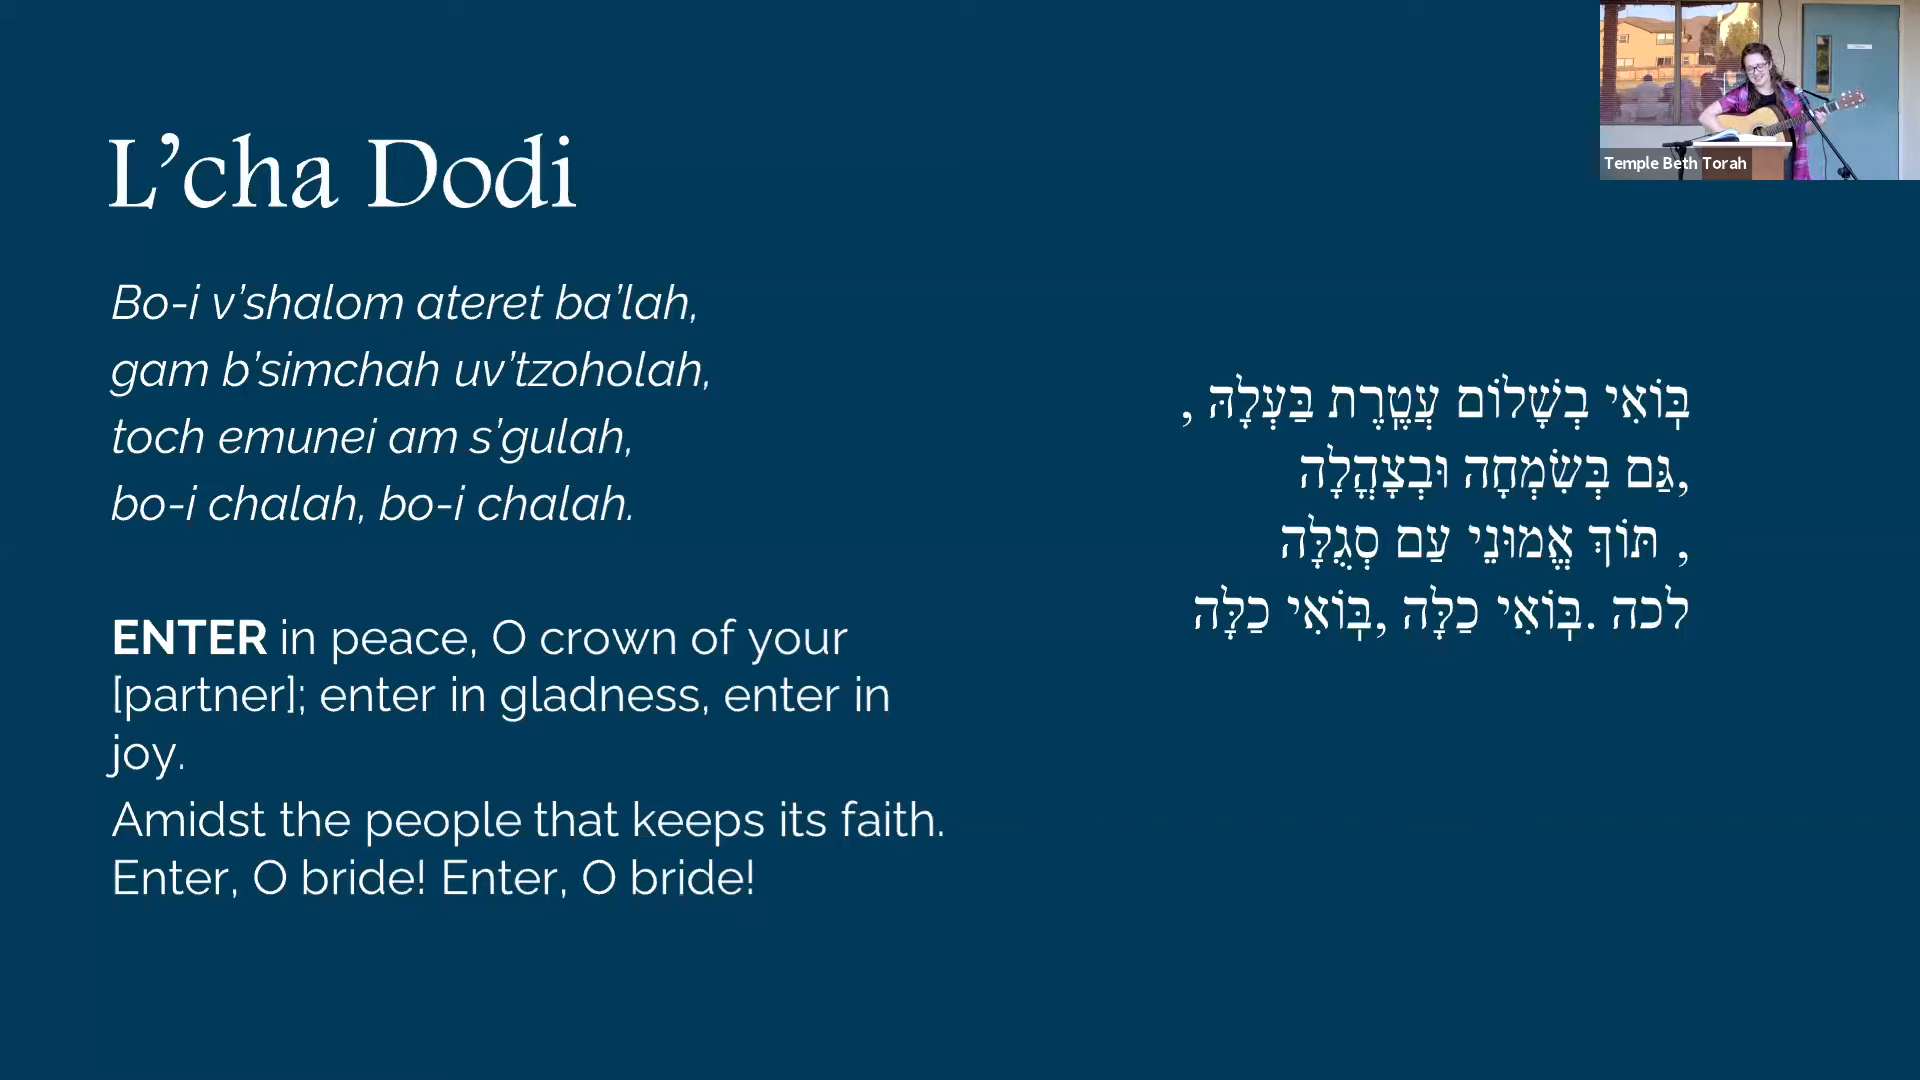 L’cha Dodi
Bo-i v’shalom ateret ba’lah,
gam b’simchah uv’tzoholah,
toch emunei am s’gulah,
bo-i chalah, bo-i chalah.
ENTER in peace, O crown of your
[partner]; enter in gladness, enter in
joy.
Amidst the people that keeps its faith.
Enter, O bride! Enter, O bride!
בּֽוֹאִי בְשָׁלוֹם עֲטֶֽרֶת בַּעְלָהּ ,
,גַּם בְּשִׂמְחָה וּבְצָהֳלָה
, תּוֹךְ אֱמוּנֵי עַם סְגֻלָּה
לכה .בּֽוֹאִי כַלָּה ,בּֽוֹאִי כַלָּה
Temple Beth Torah